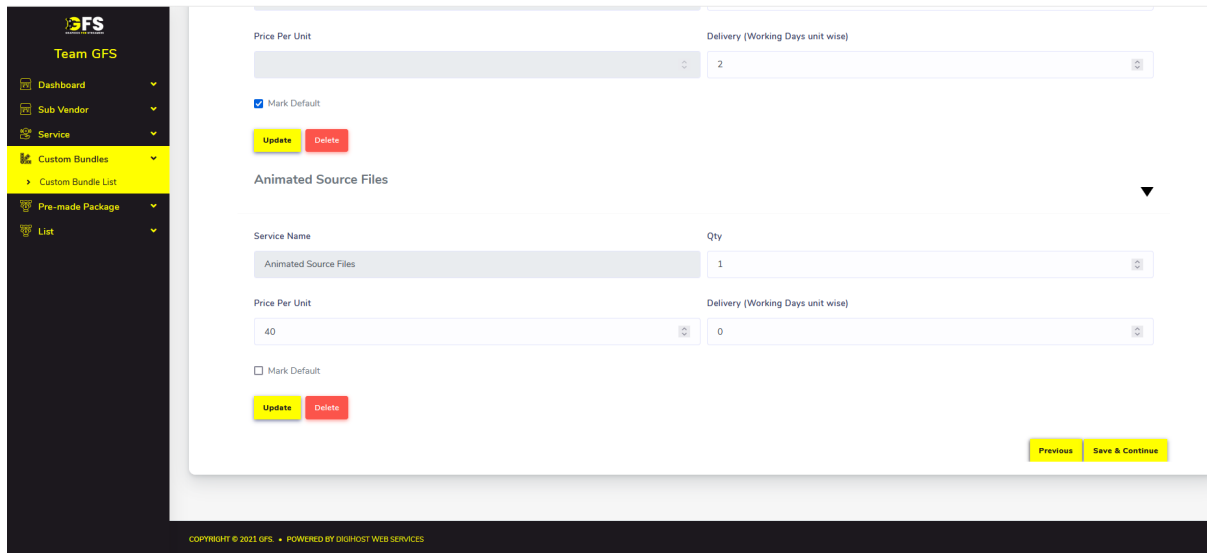 GFS
Team GFS
Dashboard
Sub Vendor
Service
Custom Bundles
Custom Bundle List
Pre-made Package
List
Price Per Unit
Delivery (Working Days unit wise)
2
Mark Default
Update
Delete
Animated Source Files
Service Name
Qty
Animated Source Files
1
Price Per Unit
Delivery (Working Days unit wise)
40
0
Mark Default
Update
Delete
Previous
Save & Continue
COPYRIGHT © 2021 GFS. • POWERED BY DIGIHOST WEB SERVICES